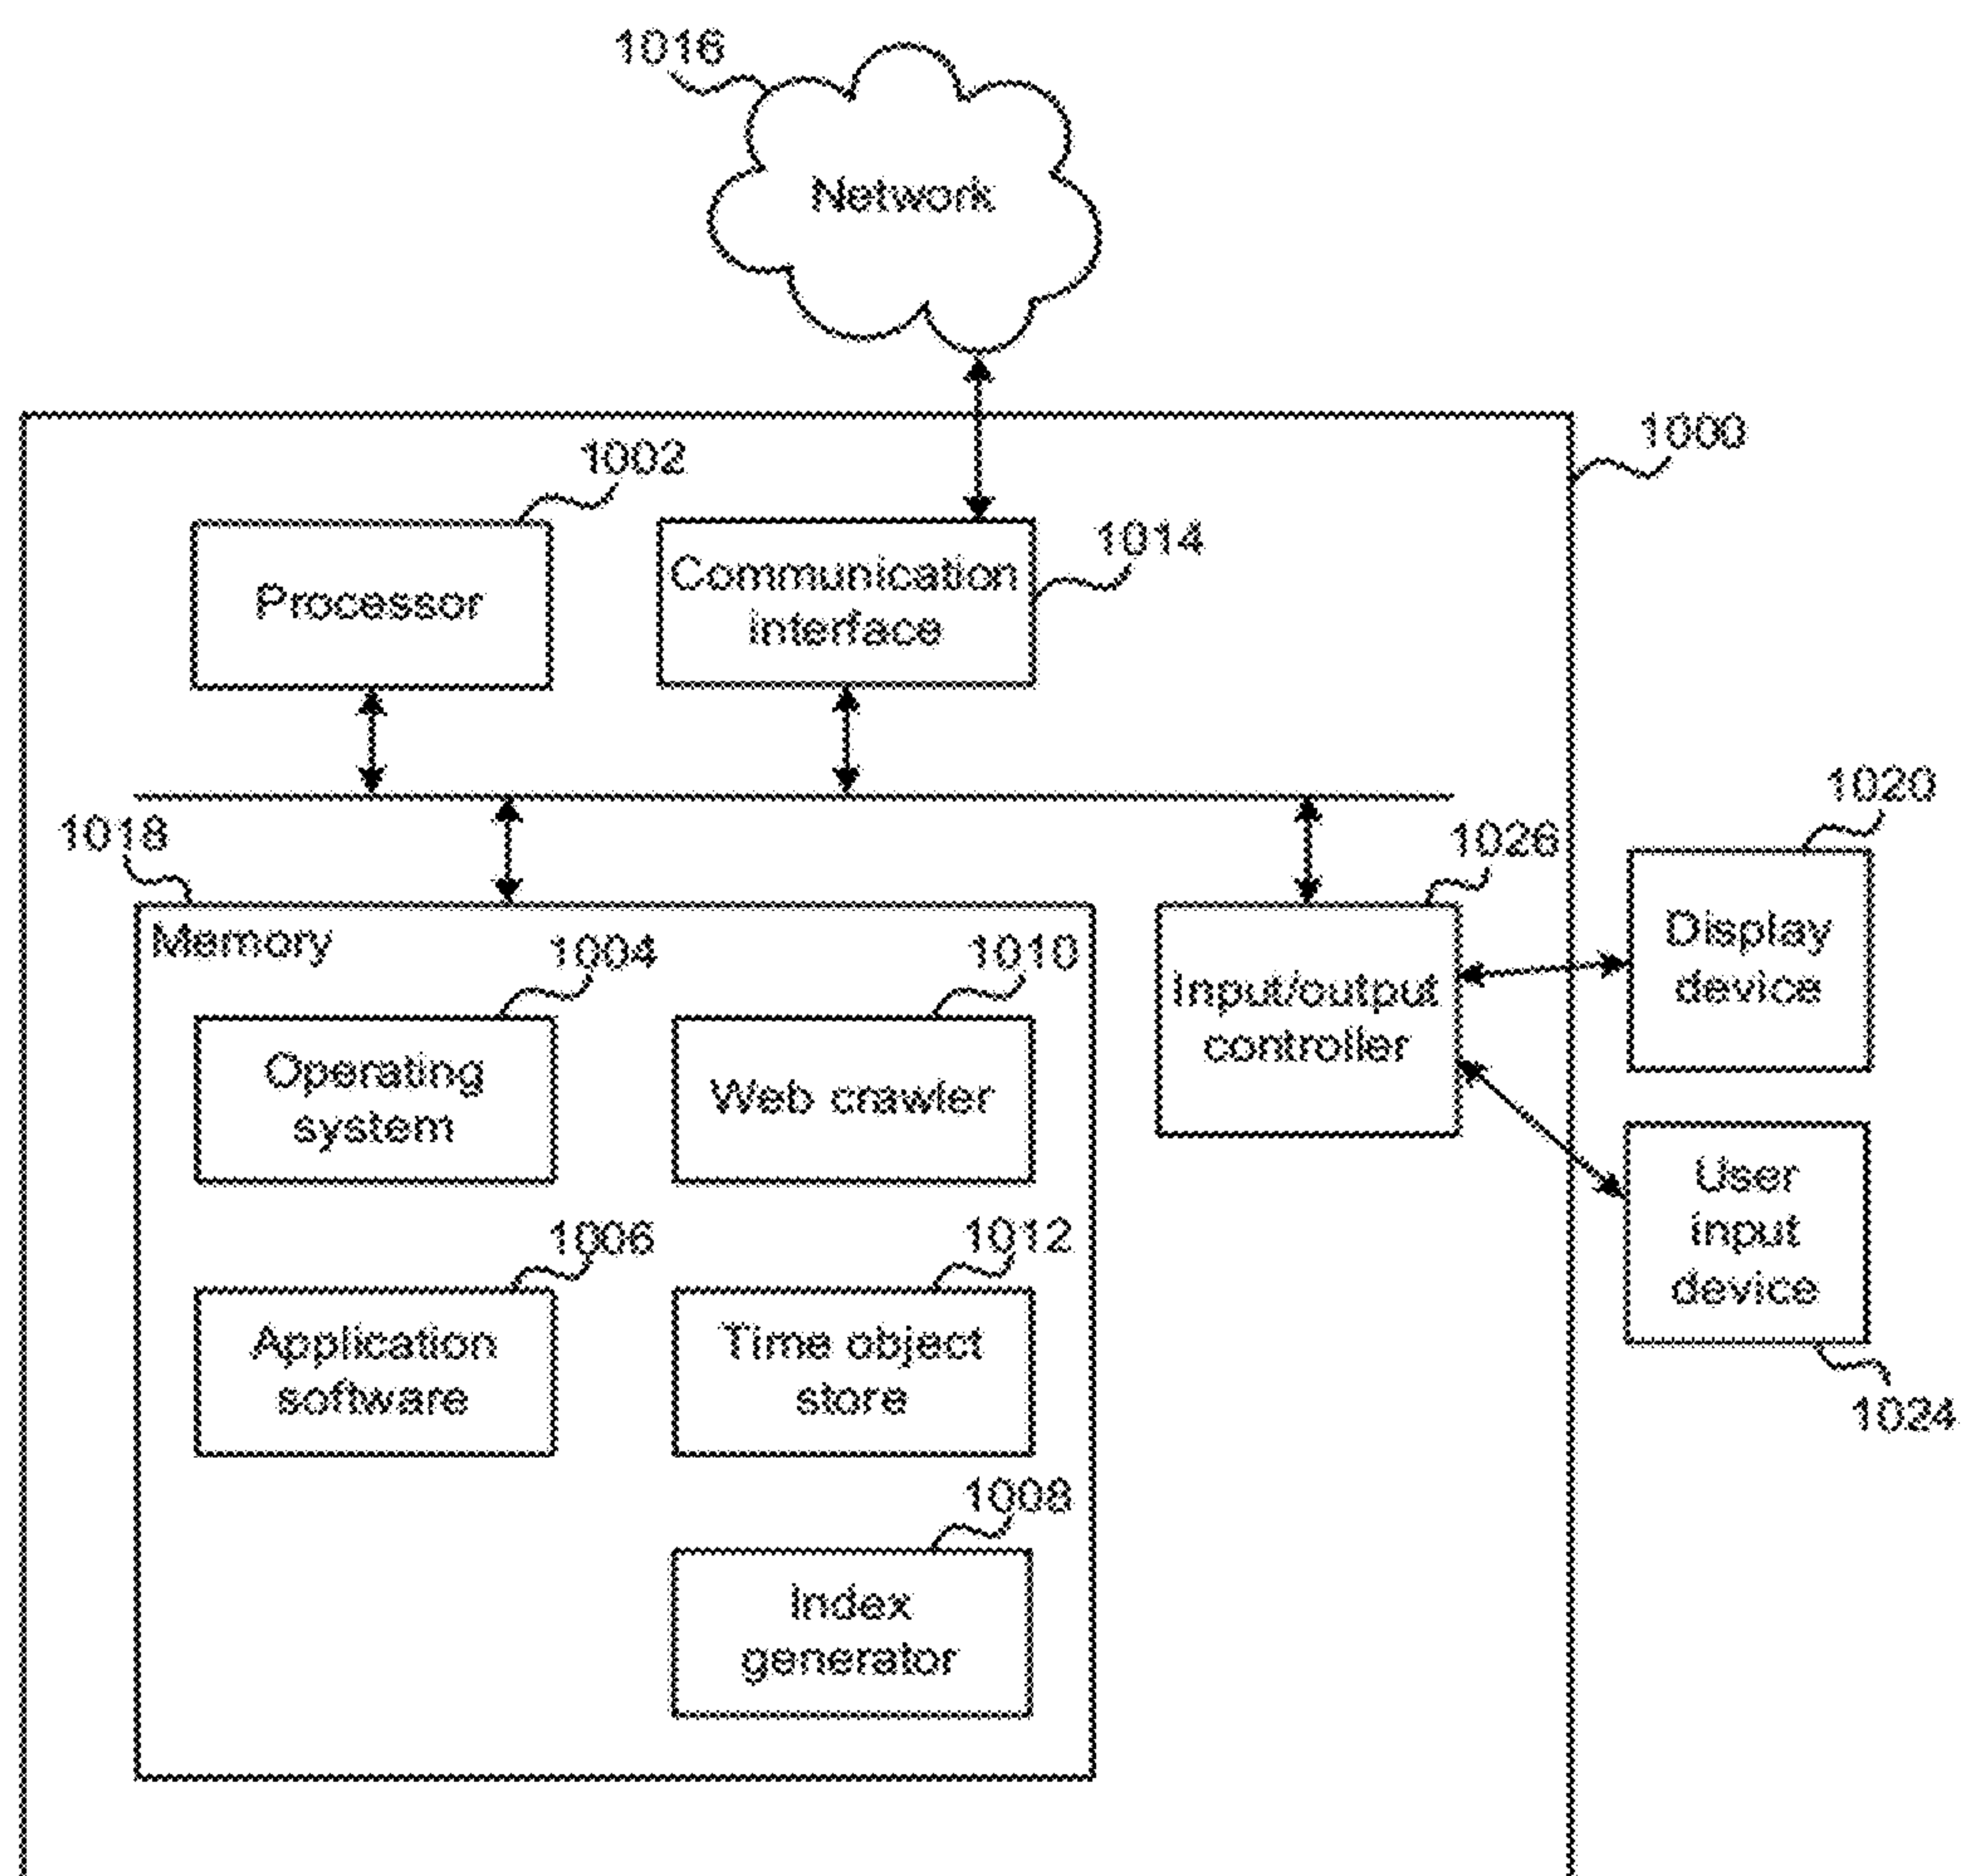 1016
Network
1000
1002
Processor
1014
Communication
interface
1018
1026
1020
Memory
1004
1010
Operating
system
Web crawler
Input/output
controller
Display
device
1006
1012
Application
software
Time object
store
User
input
device
1024
1008
Index
generator